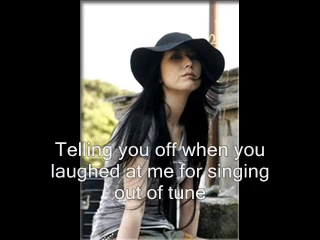 Telling you off when you
laughed at me for singing
out of tune